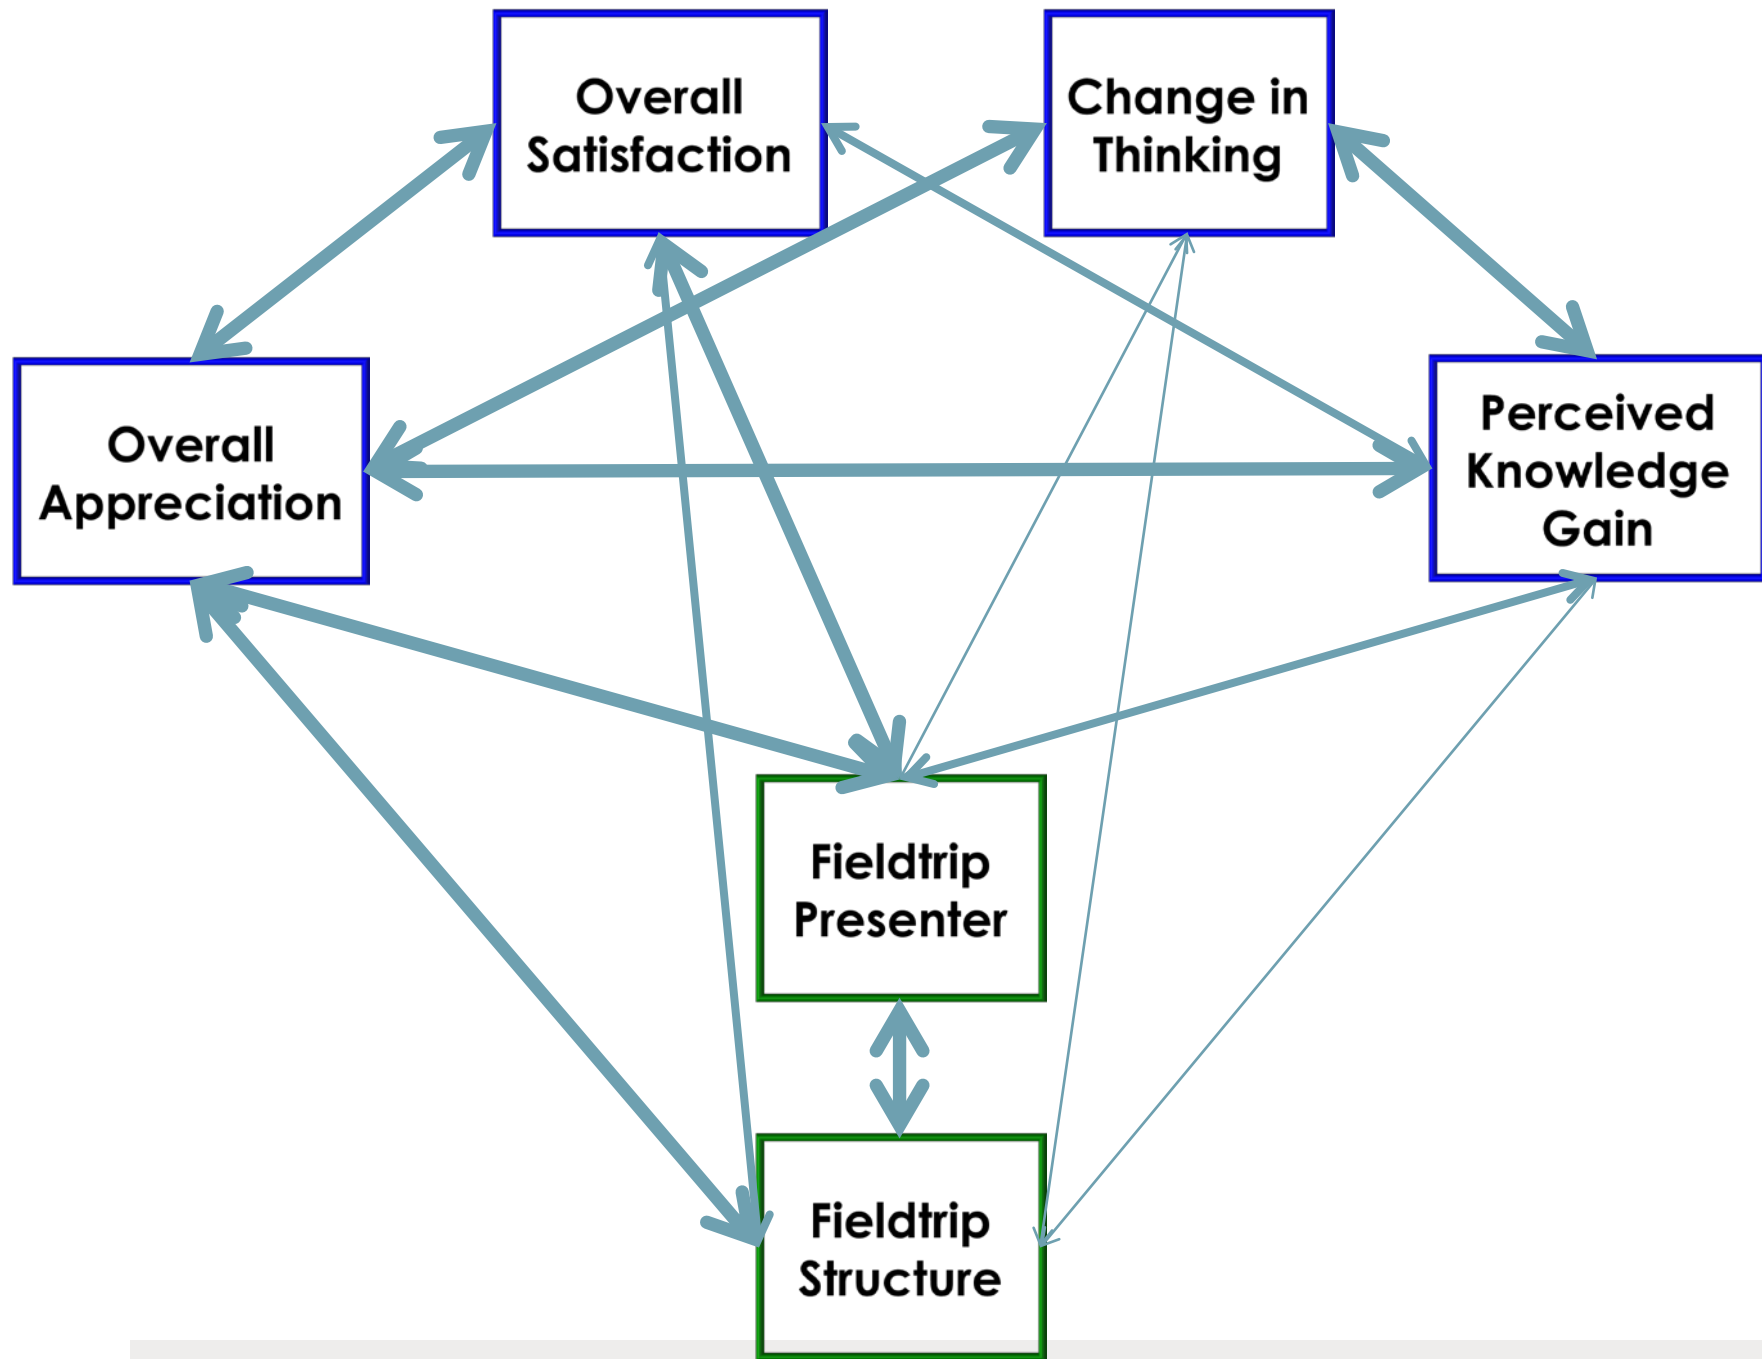 Overall
Satisfaction
Change in
Thinking
Overall
Appreciation
Perceived
Knowledge
Gain
Fieldtrip
Presenter
Fieldtrip
Structure